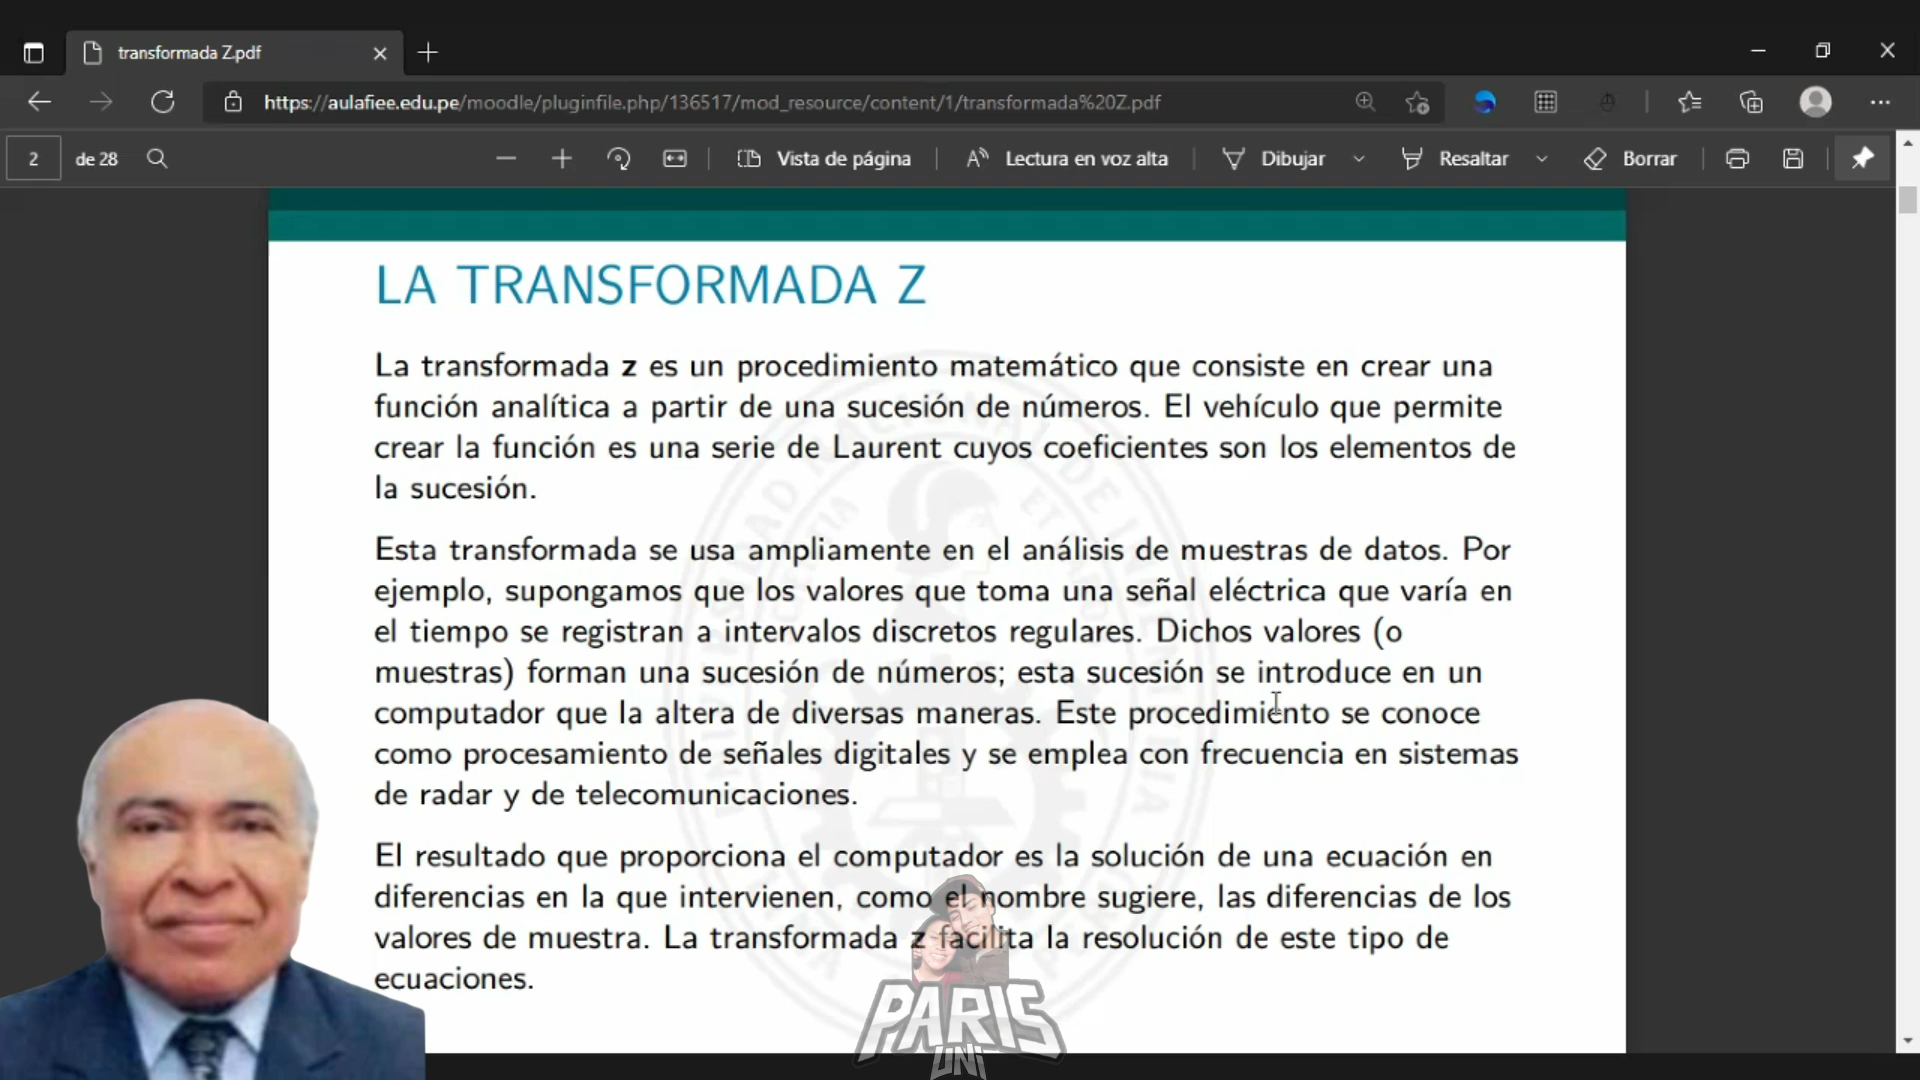 transformada Z.pdf
https://aulafiee.edu.pe/moodle/pluginfile.php/136517/mod_resource/content/1/transformada%20Z.pdf
2 de 28 Vista de página Lectura en voz alta Dibujar Resaltar Borrar
LA TRANSFORMADA Z
La transformada z es un procedimiento matemático que consiste en crear una
función analítica a partir de una sucesión de números. El vehículo que permite
crear la función es una serie de Laurent cuyos coeficientes son los elementos de
la sucesión.
Esta transformada se usa ampliamente en el análisis de muestras de datos. Por
ejemplo, supongamos que los valores que toma una señal eléctrica que varía en
el tiempo se registran a intervalos discretos regulares. Dichos valores (o
muestras) forman una sucesión de números; esta sucesión se introduce en un
computador que la altera de diversas maneras. Este procedimiento se conoce
como procesamiento de señales digitales y se emplea con frecuencia en sistemas
de radar y de telecomunicaciones.
El resultado que proporciona el computador es la solución de una ecuación en
diferencias en la que intervienen, como el nombre sugiere, las diferencias de los
valores de muestra. La transformada z facilita la resolución de este tipo de
ecuaciones.
PARIS
UNI